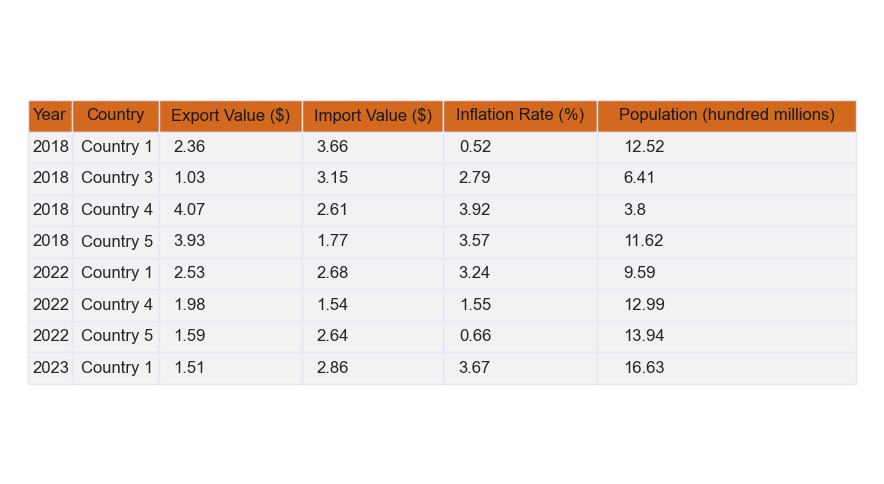 Year Country Export Value ($) Import Value ($) Inflation Rate (%) Population (hundred millions)
2018 Country 1 2.36 3.66 0.52 12.52
2018 Country 3 1.03 3.15 2.79 6.41
2018 Country 4 4.07 2.61 3.92 3.8
2018 Country 5 3.93 1.77 3.57 11.62
2022 Country 1 2.53 2.68 3.24 9.59
2022 Country 4 1.98 1.54 1.55 12.99
2022 Country 5 1.59 2.64 0.66 13.94
2023 Country 1 1.51 2.86 3.67 16.63